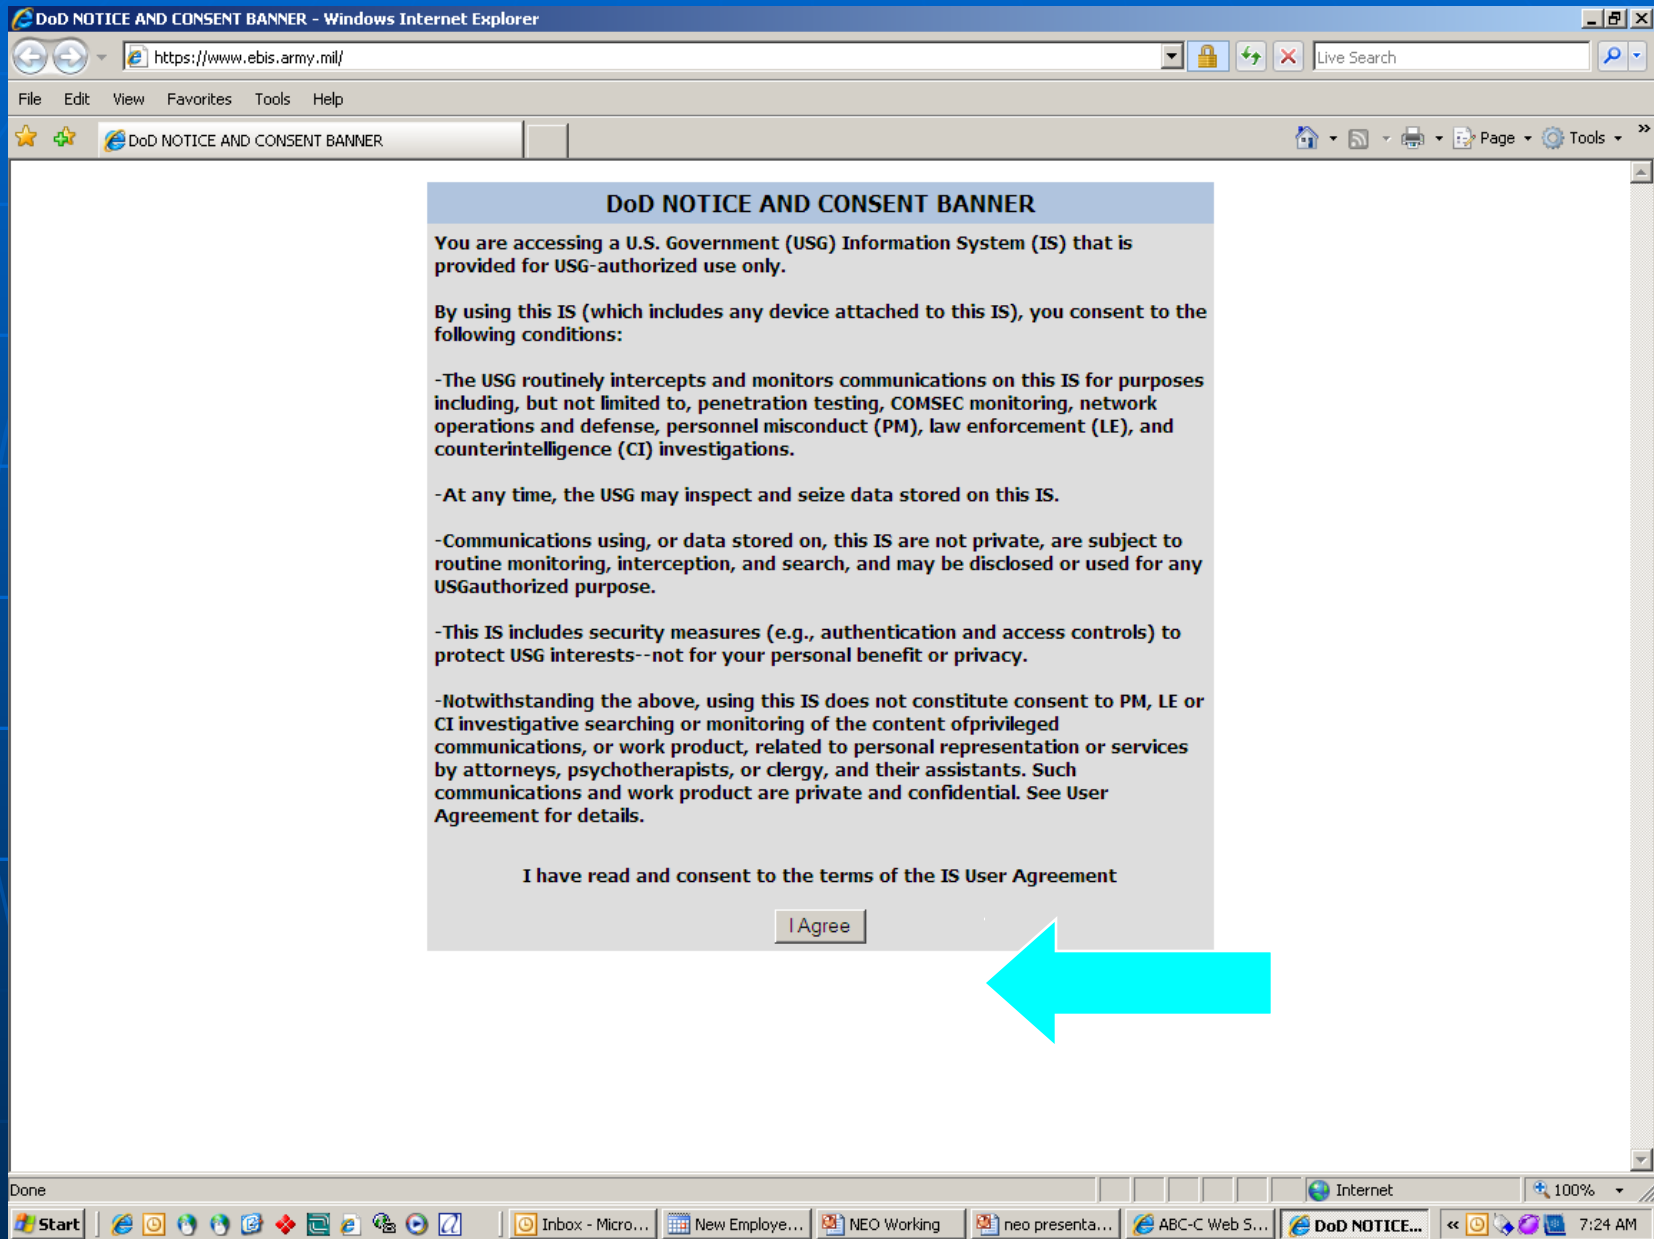 DoD NOTICE AND CONSENT BANNER - Windows Internet Explorer
https://www.ebis.army.mil/
Live Search
File Edit View Favorites Tools Help
DoD NOTICE AND CONSENT BANNER
Page Tools
DoD NOTICE AND CONSENT BANNER
You are accessing a U.S. Government (USG) Information System (IS) that is
provided for USG-authorized use only.
By using this IS (which includes any device attached to this IS), you consent to the
following conditions:
-The USG routinely intercepts and monitors communications on this IS for purposes
including, but not limited to, penetration testing, COMSEC monitoring, network
operations and defense, personnel misconduct (PM), law enforcement (LE), and
counterintelligence (CI) investigations.
-At any time, the USG may inspect and seize data stored on this IS.
-Communications using, or data stored on, this IS are not private, are subject to
routine monitoring, interception, and search, and may be disclosed or used for any
USGauthorized purpose.
-This IS includes security measures (e.g., authentication and access controls) to
protect USG interests--not for your personal benefit or privacy.
-Notwithstanding the above, using this IS does not constitute consent to PM, LE or
CI investigative searching or monitoring of the content ofprivileged
communications, or work product, related to personal representation or services
by attorneys, psychotherapists, or clergy, and their assistants. Such
communications and work product are private and confidential. See User
Agreement for details.
I have read and consent to the terms of the IS User Agreement
I Agree
Done
Internet
100%
Start
Inbox - Micro...
New Employe...
NEO Working
neo presenta...
ABC-C Web S...
DoD NOTICE...
7:24 AM